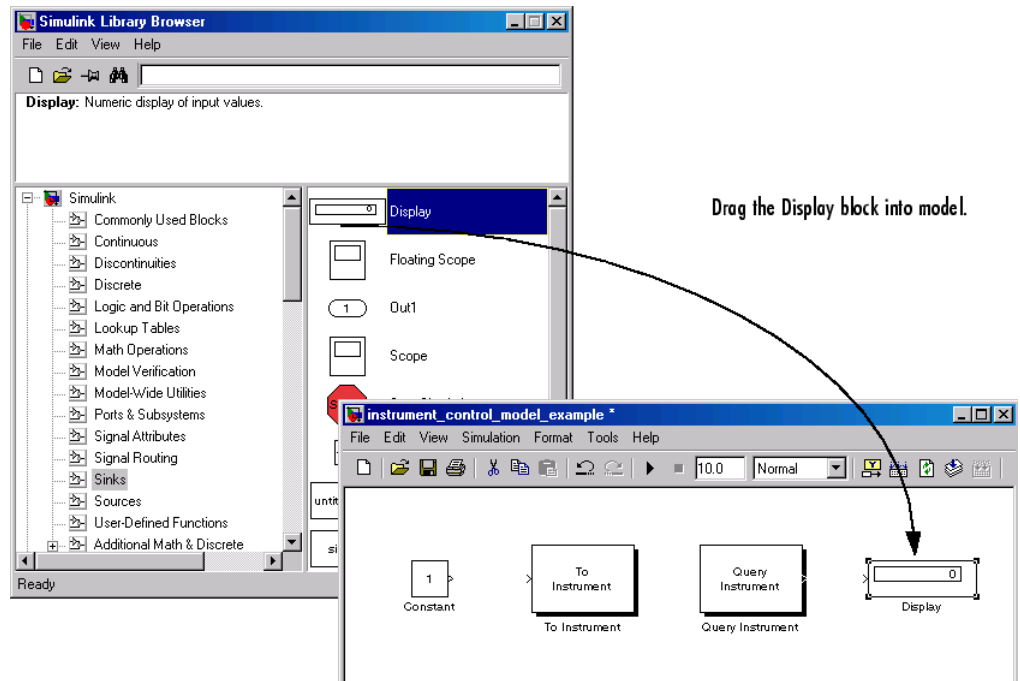 Simulink Library Browser
File Edit View Help
Display: Numeric display of input values.
Simulink
Commonly Used Blocks
Continuous
Discontinuities
Discrete
Logic and Bit Operations
Lookup Tables
Math Operations
Model Verification
Model-Wide Utilities
Ports & Subsystems
Signal Attributes
Signal Routing
Sinks
Sources
User-Defined Functions
Additional Math & Discrete
Ready
0 Display
Floating Scope
1 Out1
Scope
Drag the Display block into model.
instrument_control_model_example *
File Edit View Simulation Format Tools Help
10.0 Normal
1
Constant
To
Instrument
To Instrument
Query
Instrument
Query Instrument
0
Display